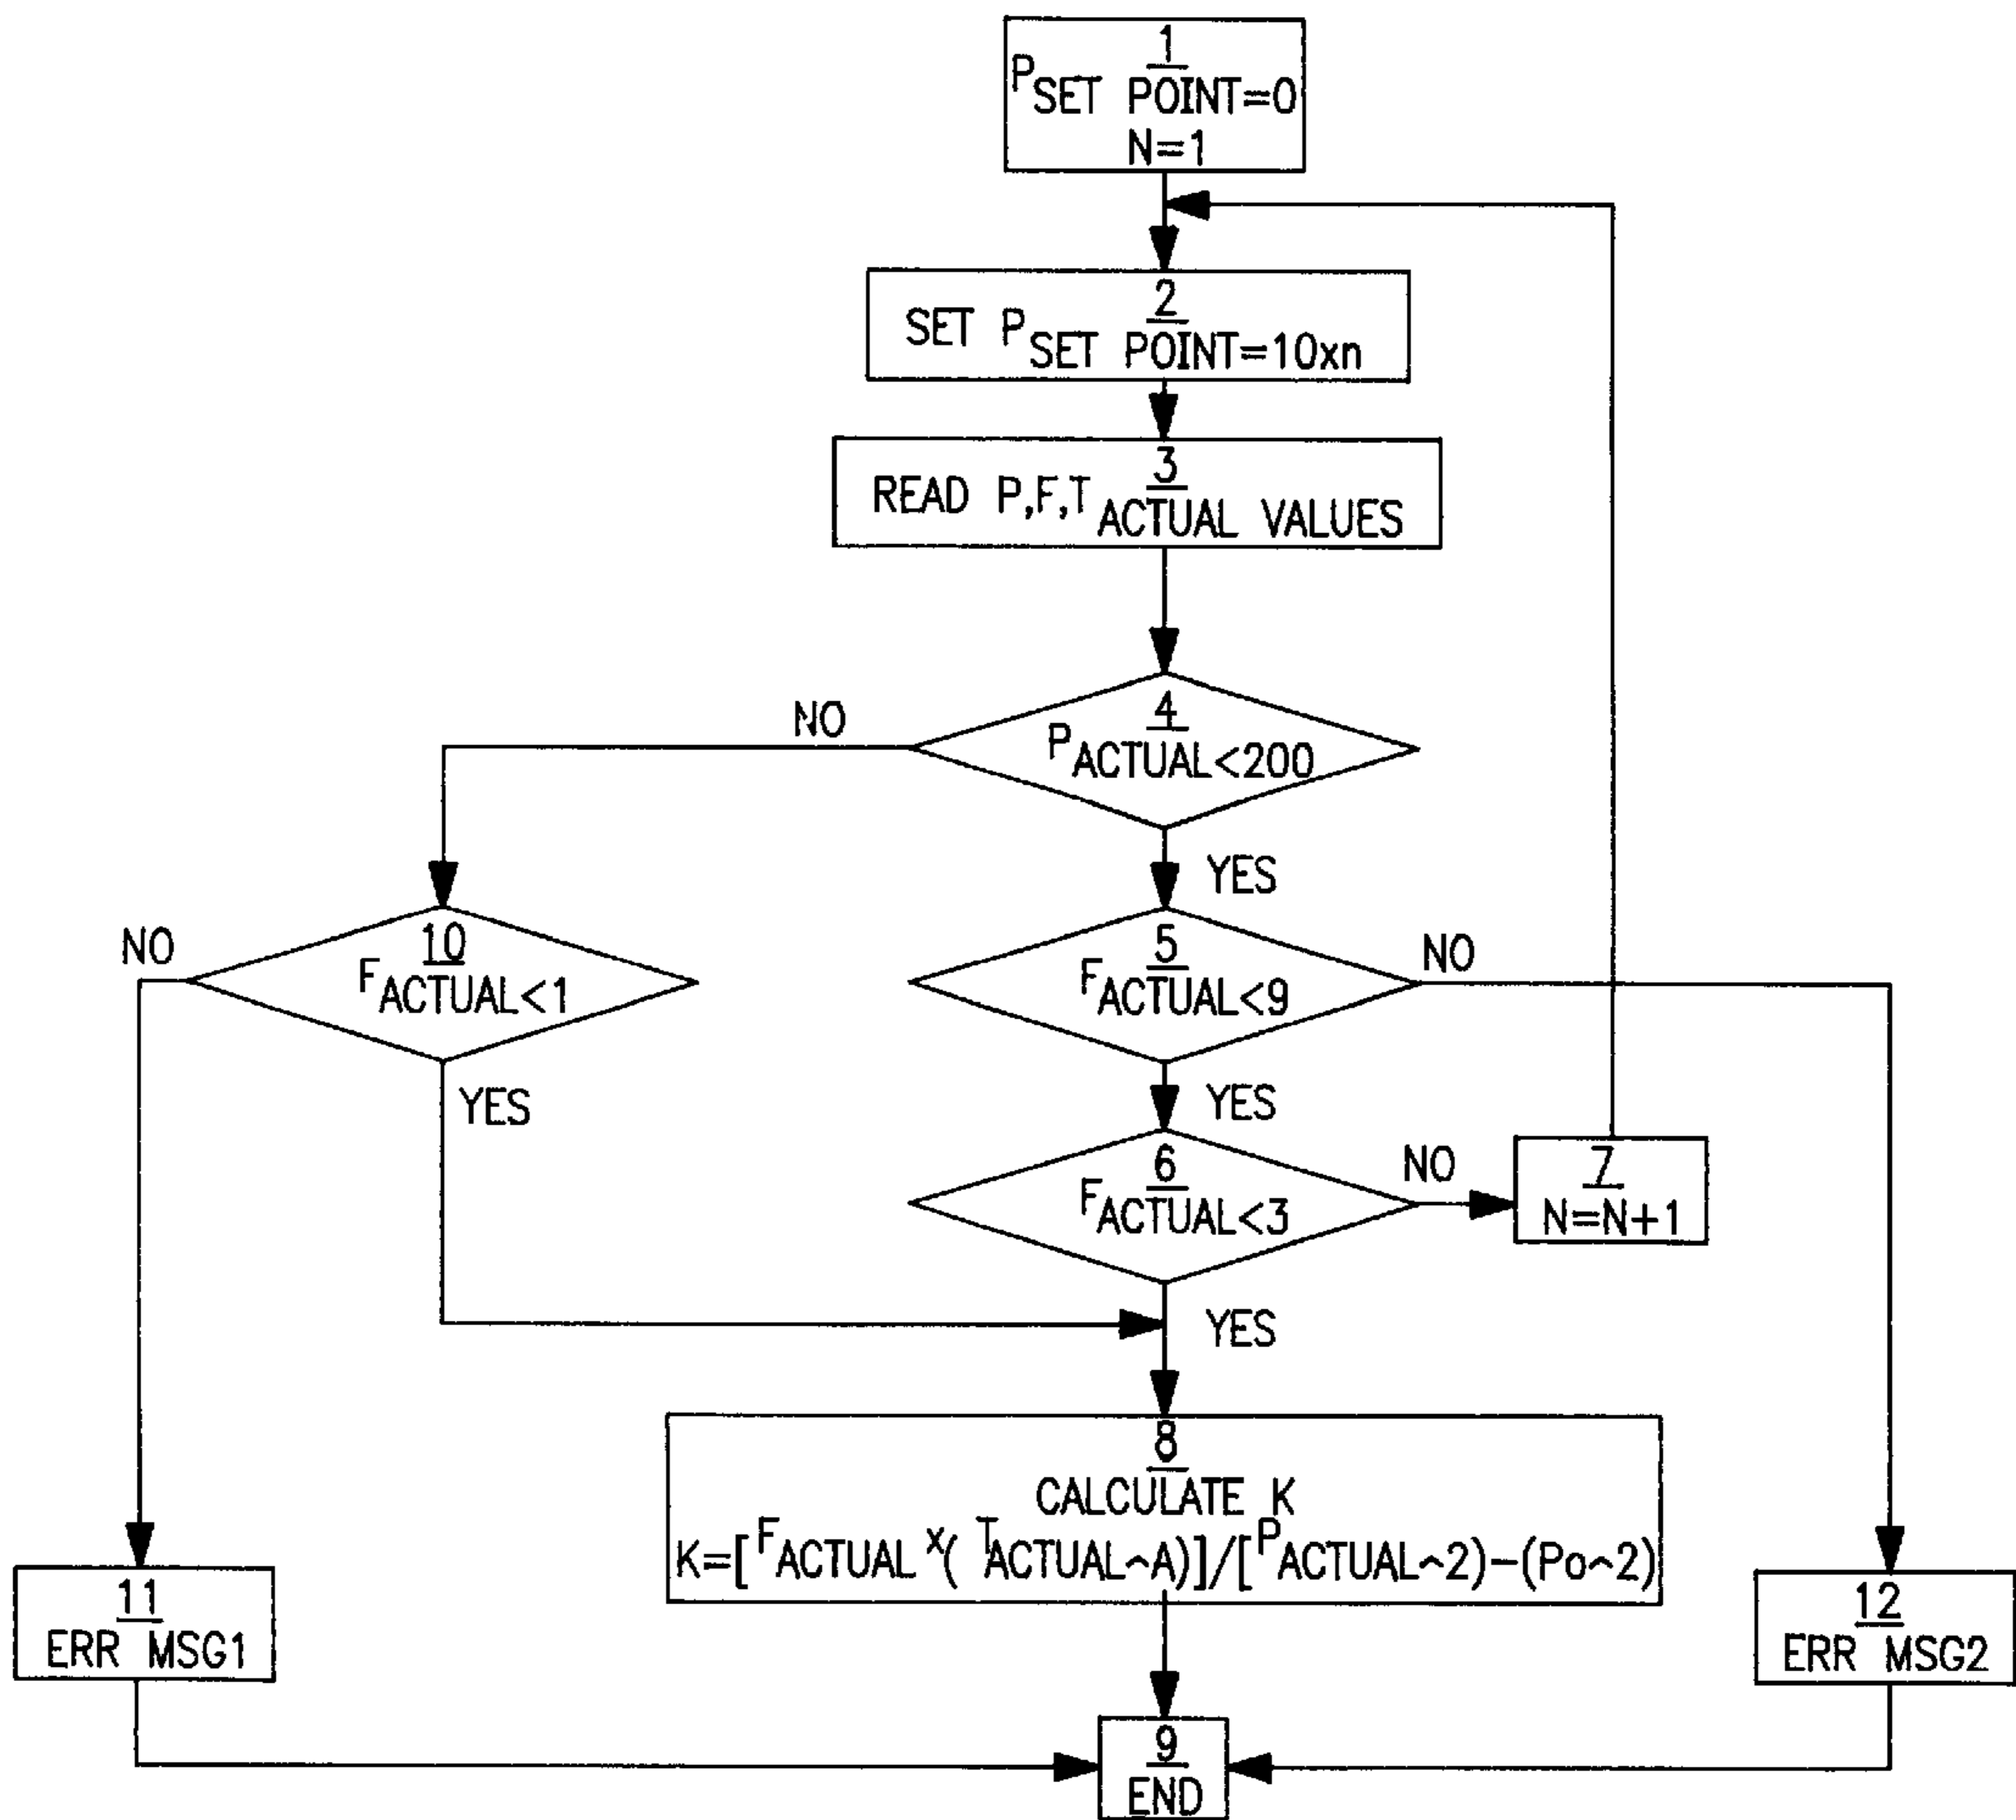 1
PSET POINT=0
N=1
2
SET PSET POINT=10xn
3
READ P,F,TACTUAL VALUES
4
PACTUAL<200
NO
YES
10
FACTUAL<1
NO
YES
5
FACTUAL<9
NO
YES
6
FACTUAL<3
NO
YES
7
N=N+1
8
CALCULATE K
K=[FACTUAL x( TACTUAL~A)]/[PACTUAL~2)-(Po~2)
11
ERR MSG1
12
ERR MSG2
9
END